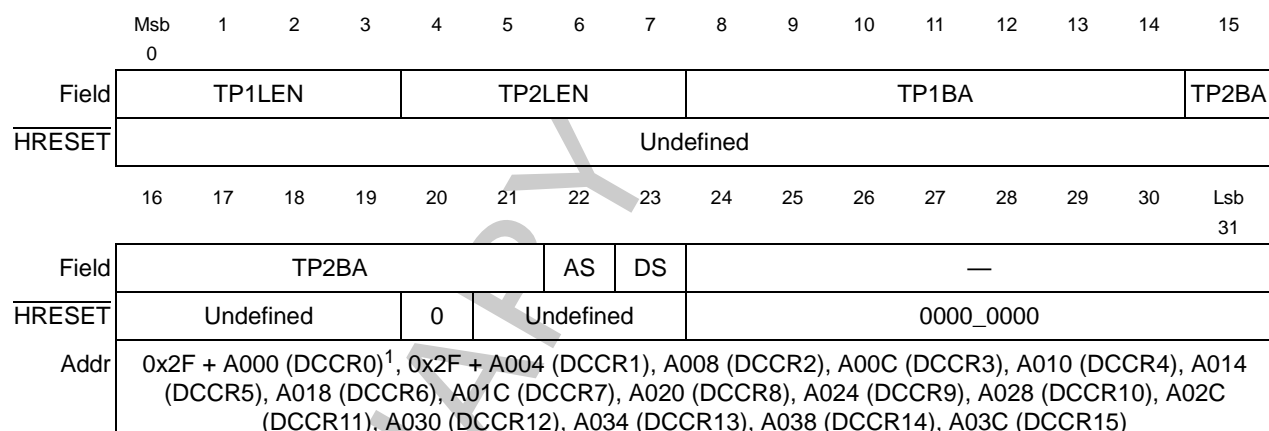 Msb 1 2 3 4 5 6 7 8 9 10 11 12 13 14 15
0
Field TP1LEN TP2LEN TP1BA TP2BA
HRESET Undefined
16 17 18 19 20 21 22 23 24 25 26 27 28 29 30 Lsb
31
Field TP2BA AS DS —
HRESET Undefined 0 Undefined 0000_0000
Addr 0x2F + A000 (DCCR0)1, 0x2F + A004 (DCCR1), A008 (DCCR2), A00C (DCCR3), A010 (DCCR4), A014
(DCCR5), A018 (DCCR6), A01C (DCCR7), A020 (DCCR8), A024 (DCCR9), A028 (DCCR10), A02C
(DCCR11), A030 (DCCR12), A034 (DCCR13), A038 (DCCR14), A03C (DCCR15)